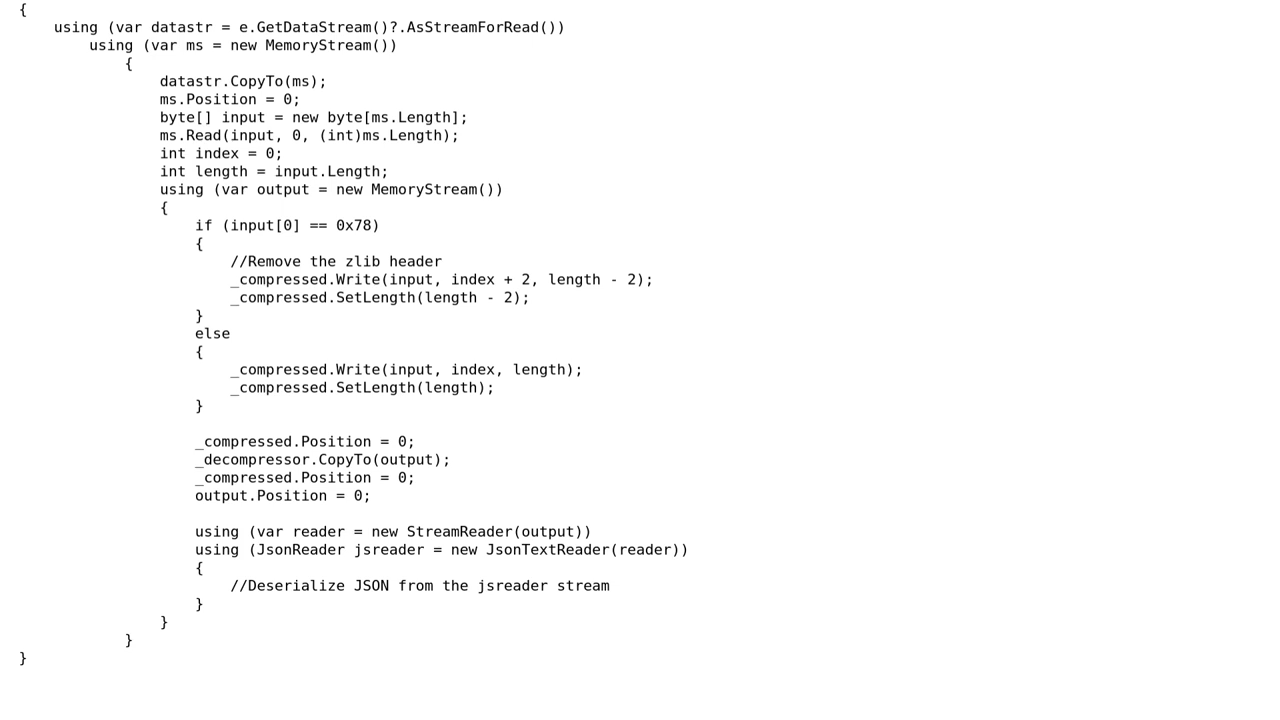 {
    using (var datastr = e.GetDataStream()?.AsStreamForRead())
        using (var ms = new MemoryStream())
            {
                datastr.CopyTo(ms);
                ms.Position = 0;
                byte[] input = new byte[ms.Length];
                ms.Read(input, 0, (int)ms.Length);
                int index = 0;
                int length = input.Length;
                using (var output = new MemoryStream())
                {
                    if (input[0] == 0x78)
                    {
                        //Remove the zlib header
                        _compressed.Write(input, index + 2, length - 2);
                        _compressed.SetLength(length - 2);
                    }
                    else
                    {
                        _compressed.Write(input, index, length);
                        _compressed.SetLength(length);
                    }

                    _compressed.Position = 0;
                    _decompressor.CopyTo(output);
                    _compressed.Position = 0;
                    output.Position = 0;

                    using (var reader = new StreamReader(output))
                    using (JsonReader jsreader = new JsonTextReader(reader))
                    {
                        //Deserialize JSON from the jsreader stream
                    }
                }
            }
}